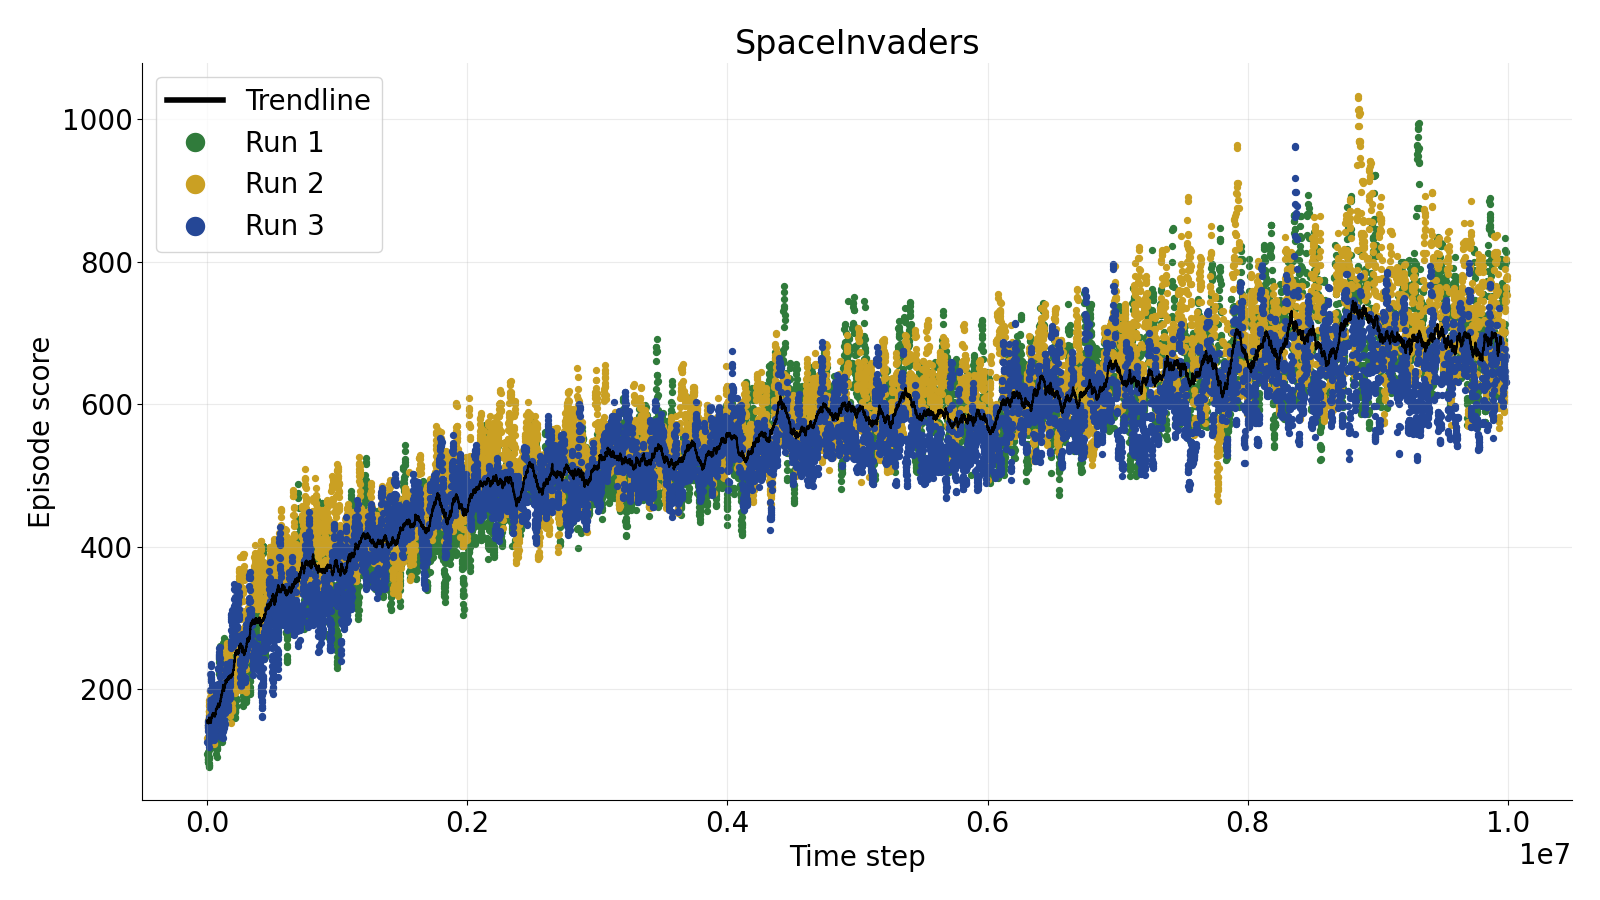 SpaceInvaders
Trendline
Run 1
Run 2
Run 3
1000
800
600
400
200
Episode score
0.0 0.2 0.4 0.6 0.8 1.0
1e7
Time step